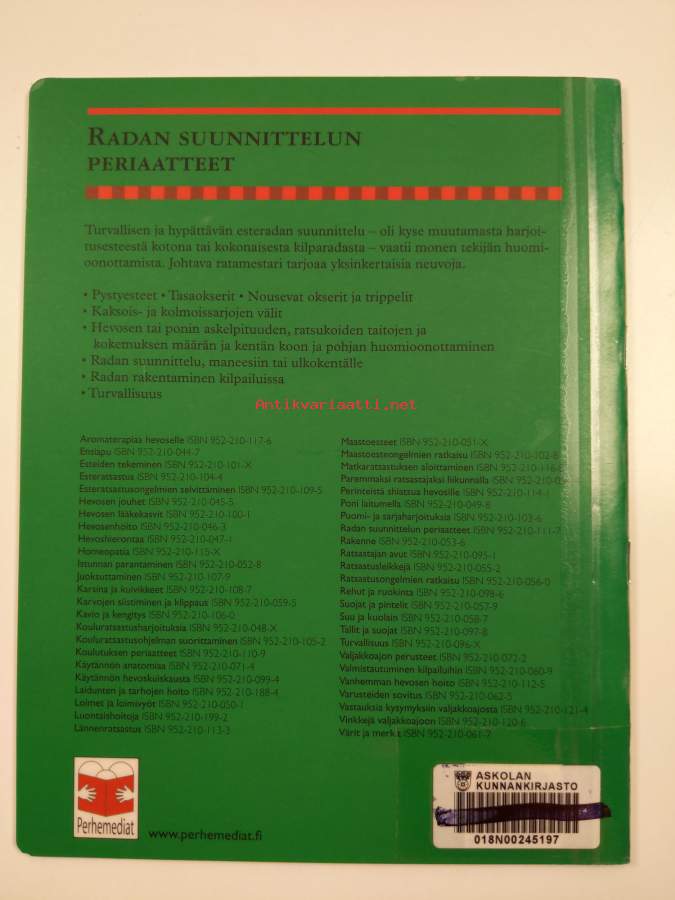 RADAN SUUNNITTELUN
PERIAATTEET
Turvallisen ja hypättävän esteradan suunnittelu – oli kyse muutamasta harjoi-
tusesteestä kotona tai kokonaisesta kilparadasta – vaatii monen tekijän huomi-
oonottamista. Johtava ratamestari tarjoaa yksinkertaisia neuvoja.
• Pystyesteet • Tasaokserit • Nousevat okserit ja trippelit
• Kaksois- ja kolmoissarjojen välit
• Hevosen tai ponin askelpituuden, ratsukoiden taitojen ja
kokemuksen määrän ja kentän koon ja pohjan huomioonottaminen
• Radan suunnittelu, maneesiin tai ulkokentälle
• Radan rakentaminen kilpailuissa
• Turvallisuus
Antikvariaatti.net
Aromaterapiaa hevoselle ISBN 952-210-117-6
Ensiapu ISBN 952-210-044-7
Esteiden tekeminen ISBN 952-210-101-X
Esteratsastus ISBN 952-210-104-4
Esteratsastusongelmien selvittäminen ISBN 952-210-109-5
Hevosen jouhet ISBN 952-210-045-5
Hevosen lääkekasvit ISBN 952-210-100-1
Hevosenhoito ISBN 952-210-046-3
Hevoshierontaa ISBN 952-210-047-1
Homeopatia ISBN 952-210-115-X
Istunnan parantaminen ISBN 952-210-052-8
Juoksuttaminen ISBN 952-210-107-9
Karsina ja kuivikkeet ISBN 952-210-108-7
Karvojen siistiminen ja klippaus ISBN 952-210-059-5
Kavio ja kengitys ISBN 952-210-106-0
Kouluratsastusharjoituksia ISBN 952-210-048-X
Kouluratsastusohjelman suorittaminen ISBN 952-210-105-2
Koulutuksen periaatteet ISBN 952-210-110-9
Käytännön anatomiaa ISBN 952-210-071-4
Käytännön hevoskuiskausta ISBN 952-210-099-4
Laidunten ja tarhojen hoito ISBN 952-210-188-4
Loimet ja loimivyöt ISBN 952-210-050-1
Luontaishoitoja ISBN 952-210-199-2
Lännenratsastus ISBN 952-210-113-3
Maastoesteet ISBN 952-210-051-X
Maastoesteongelmien ratkaisu ISBN 952-210-102-8
Matkaratsastuksen aloittaminen ISBN 952-210-116-
Paremmaksi ratsastajaksi liikunnalla ISBN 952-210-
Perinteistä shiatsua hevosille ISBN 952-210-114-1
Poni laitumella ISBN 952-210-049-8
Puomi- ja sarjaharjoituksia ISBN 952-210-103-6
Radan suunnittelun periaatteet ISBN 952-210-111-7
Rakenne ISBN 952-210-053-6
Ratsastajan avut ISBN 952-210-095-1
Ratsastusleikkejä ISBN 952-210-055-2
Ratsastusongelmien ratkaisu ISBN 952-210-056-0
Rehut ja ruokinta ISBN 952-210-098-6
Suojat ja pintelit ISBN 952-210-057-9
Suu ja kuolain ISBN 952-210-058-7
Tallit ja suojat ISBN 952-210-097-8
Turvallisuus ISBN 952-210-096-X
Valjakkoajon perusteet ISBN 952-210-072-2
Valmistautuminen kilpailuihin ISBN 952-210-060-9
Vanhemman hevosen hoito ISBN 952-210-112-5
Varusteiden sovitus ISBN 952-210-062-5
Vastauksia kysymyksiin valjakkoajosta ISBN 952-210-121-4
Vinkkejä valjakkoajoon ISBN 952-210-120-6
Värit ja merkit ISBN 952-210-061-7
Perhemediat
www.perhemediat.fi
ASKOLAN
KUNNANKIRJASTO
018N00245197